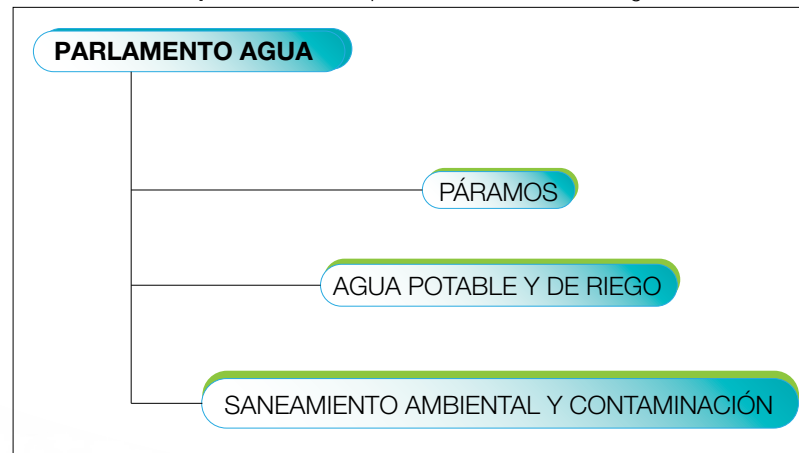 PARLAMENTO AGUA
PÁRAMOS
AGUA POTABLE Y DE RIEGO
SANEAMIENTO AMBIENTAL Y CONTAMINACIÓN